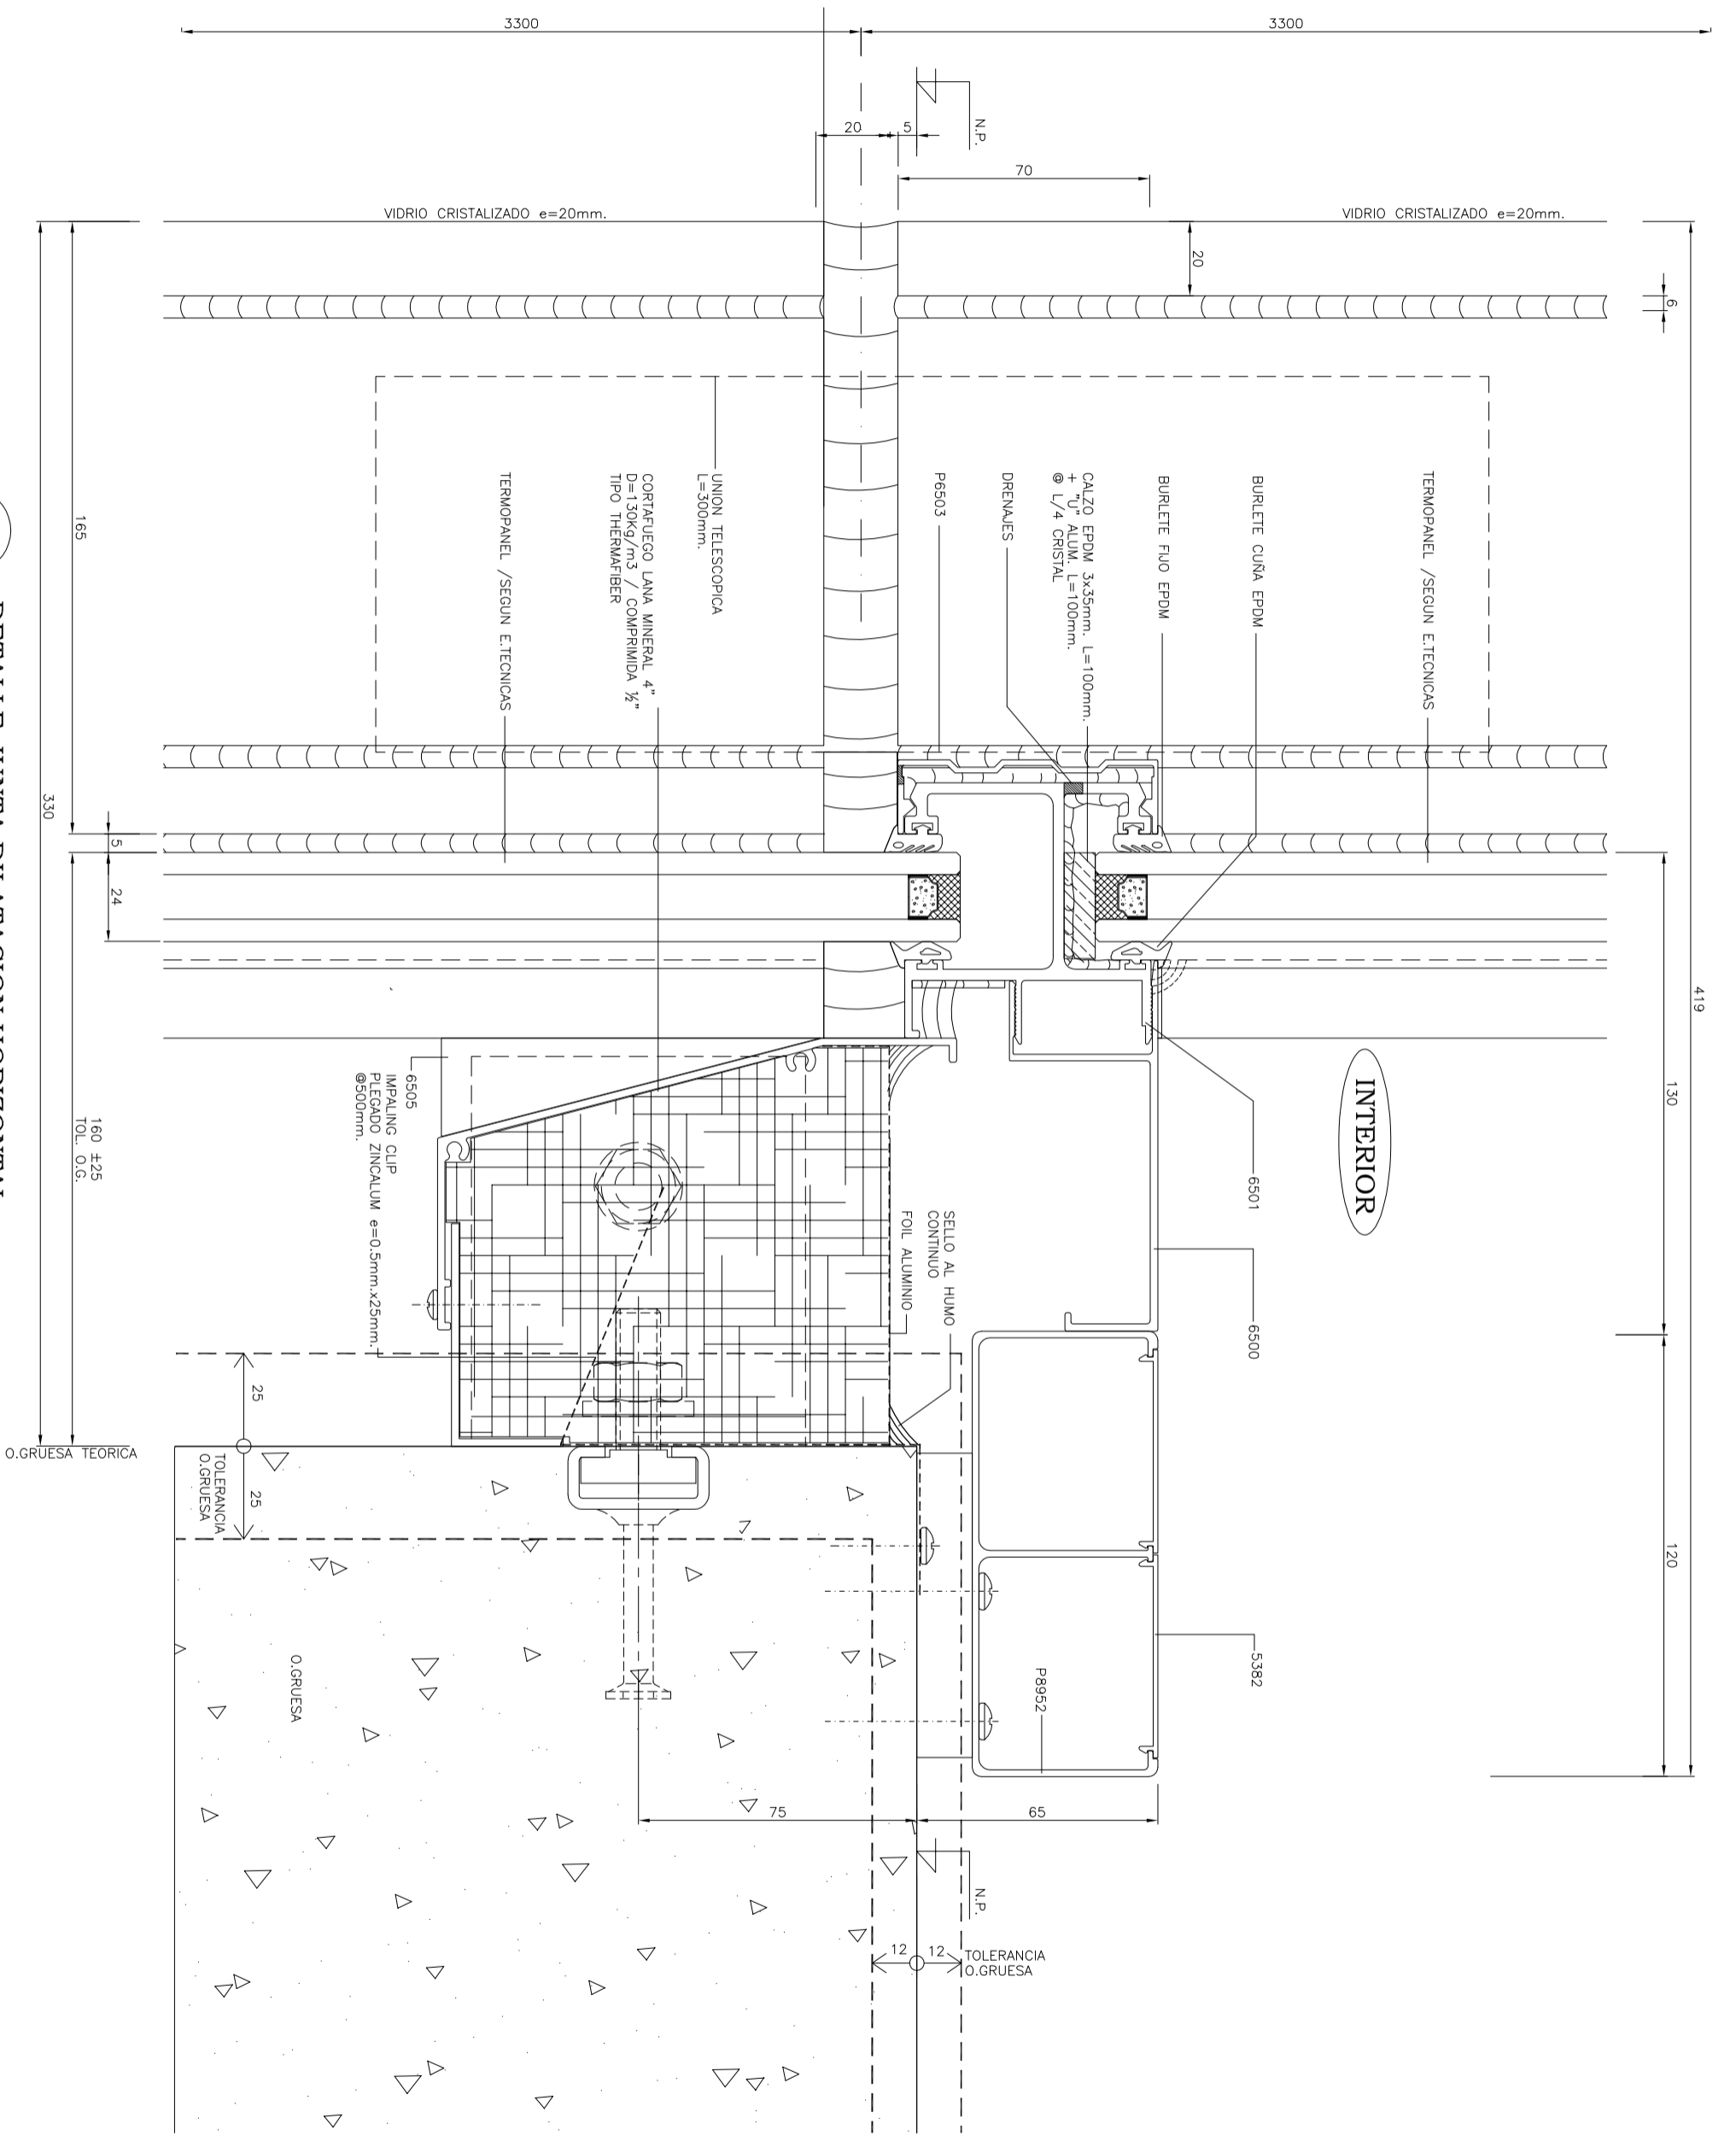 3300
3300
N.P.
20
5
70
VIDRIO CRISTALIZADO e=20mm.
VIDRIO CRISTALIZADO e=20mm.
20
6
TERMOPANEL /SEGUN E.TECNICAS
BURLETE CUÑA EPDM
BURLETE FIJO EPDM
CALZO EPDM 3x35mm. L=100mm.
+ "U" ALUM. L=100mm.
@ L/4 CRISTAL
DRENAJES
P6503
UNION TELESCOPICA
L=300mm.
CORTAFUEGO LANA MINERAL 4"
D=130Kg/m3 / COMPRIMIDA ½"
TIPO THERMAFIBER
TERMOPANEL /SEGUN E.TECNICAS
165
330
5
24
419
130
INTERIOR
160 ±25
TOL. O.G.
6505
IMPALING CLIP
PLEGADO ZINCALUM e=0.5mm.x25mm.
@500mm.
6501
6500
SELLO AL HUMO
CONTINUO
FOIL ALUMINIO
25
25
O.GRUESA TEORICA
TOLERANCIA
O.GRUESA
120
5382
P8952
O.GRUESA
75
65
N.P.
12
12
TOLERANCIA
O.GRUESA